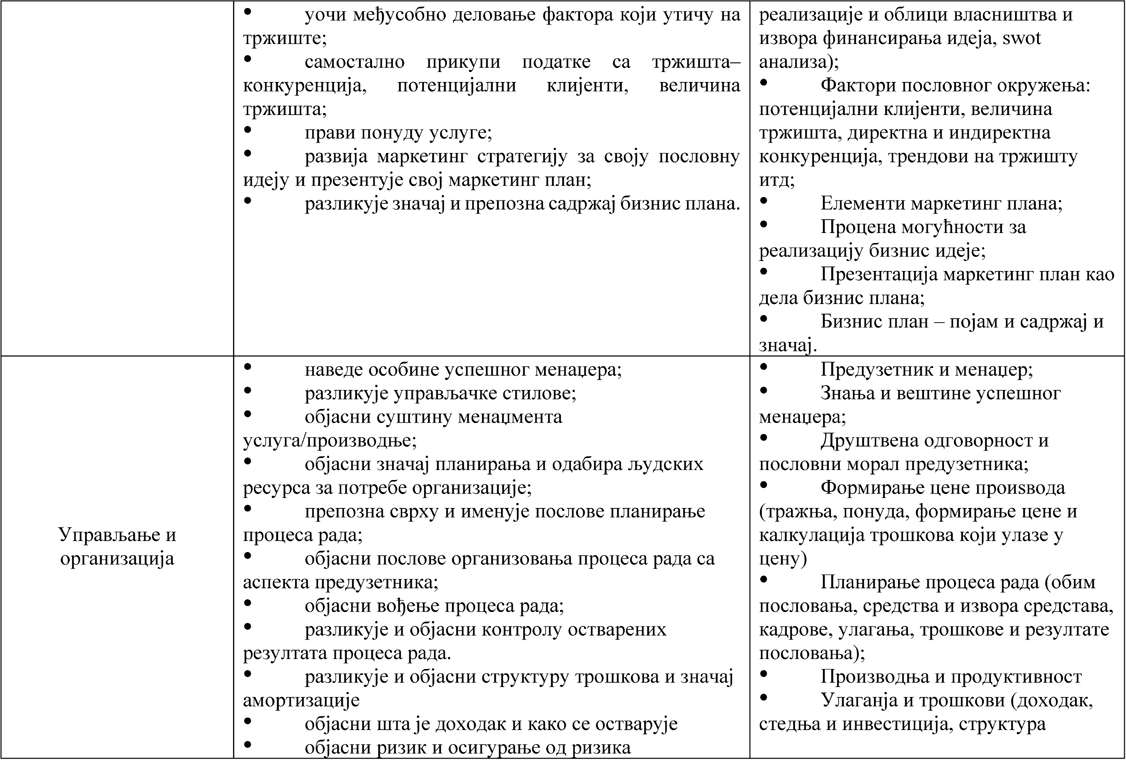 • уочи међусобно деловање фактора који утичу на
тржиште;
• самостално прикупи податке са тржишта–
конкуренција, потенцијални клијенти, величина
тржишта;
• прави понуду услуге;
• развија маркетинг стратегију за своју пословну
идеју и презентује свој маркетинг план;
• разликује значај и препозна садржај бизнис плана.
реализације и облици власништва и
извора финансирања идеја, swot
анализа);
• Фактори пословног окружења:
потенцијални клијенти, величина
тржишта, директна и индиректна
конкуренција, трендови на тржишту
итд;
• Елементи маркетинг плана;
• Процена могућности за
реализацију бизнис идеје;
• Презентација маркетинг план као
дела бизнис плана;
• Бизнис план – појам и садржај и
значај.
Управљање и
организација
• наведе особине успешног менаџера;
• разликује управљачке стилове;
• објасни суштину менаџмента
услуга/производње;
• објасни значај планирања и одабира људских
ресурса за потребе организације;
• препозна сврху и именује послове планирање
процеса рада;
• објасни послове организовања процеса рада са
аспекта предузетника;
• објасни вођење процеса рада;
• разликује и објасни контролу остварених
резултата процеса рада.
• разликује и објасни структуру трошкова и значај
амортизације
• објасни шта је доходак и како се остварује
• објасни ризик и осигурање од ризика
• Предузетник и менаџер;
• Знања и вештине успешног
менаџера;
• Друштвена одговорност и
пословни морал предузетника;
• Формирање цене произsвода
(тражња, понуда, формирање цене и
калкулација трошкова који улазе у
цену)
• Планирање процеса рада (обим
пословања, средства и извора средстава,
кадрове, улагања, трошкове и резултате
пословања);
• Производња и продуктивност
• Улаганја и трошкови (доходак,
стедња и инвестиција, структура